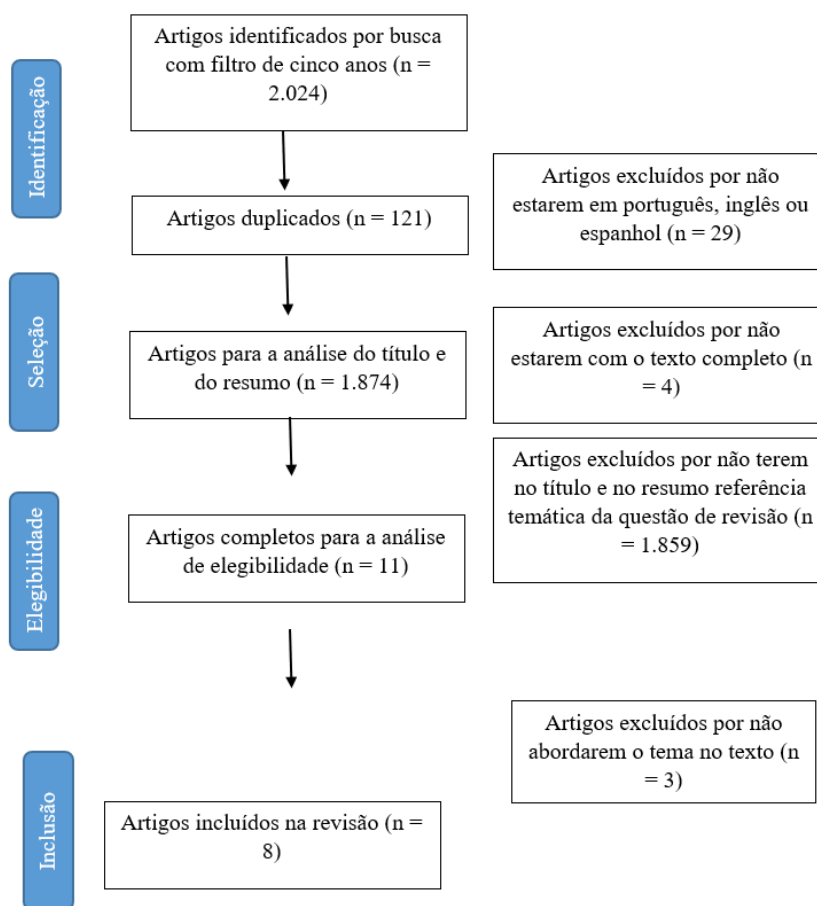 Identificação
Artigos identificados por busca
com filtro de cinco anos (n =
2.024)
Artigos duplicados (n = 121)
Artigos excluídos por não
estarem em português, inglês ou
espanhol (n = 29)
Seleção
Artigos para a análise do título e
do resumo (n = 1.874)
Artigos excluídos por não
estarem com o texto completo (n
= 4)
Artigos excluídos por não terem
no título e no resumo referência
temática da questão de revisão (n
= 1.859)
Elegibilidade
Artigos completos para a análise
de elegibilidade (n = 11)
Artigos excluídos por não
abordarem o tema no texto (n
= 3)
Inclusão
Artigos incluídos na revisão (n =
8)